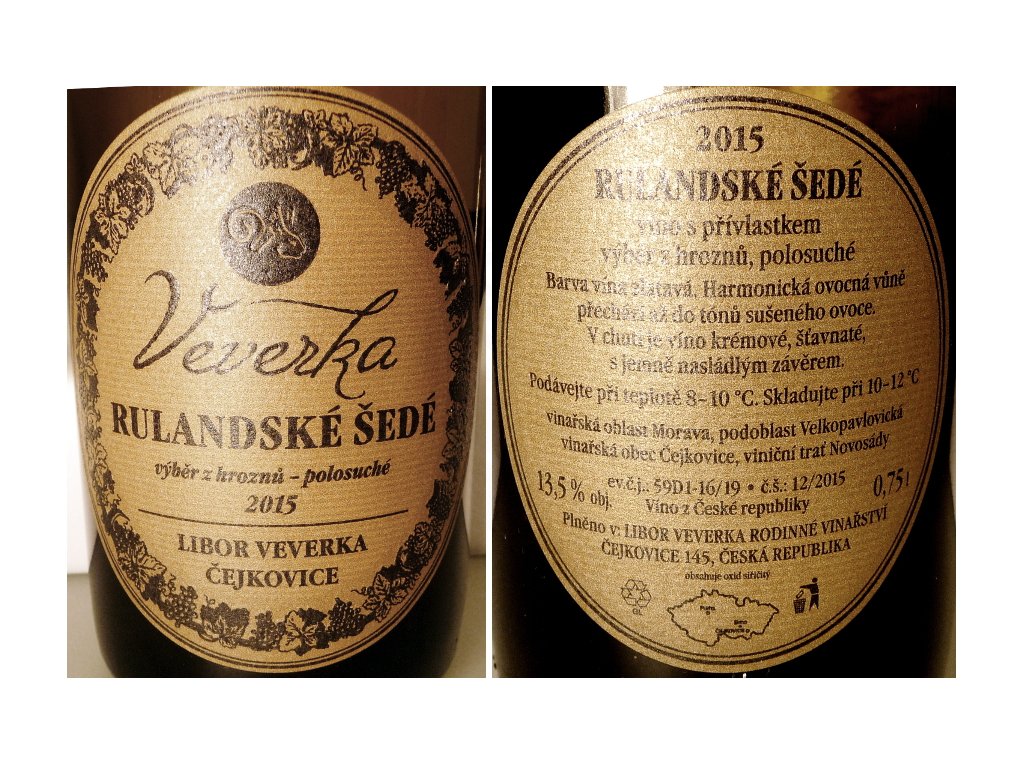 Veverka
RULANDSKÉ ŠEDÉ
výběr z hroznů – polosuché
2015
LIBOR VEVERKA
ČEJKOVICE
2015
RULANDSKÉ ŠEDÉ
víno s přívlastkem
výběr z hroznů, polosuché
Barva vína zlatavá. Harmonická ovocná vůně
přechází až do tónů sušeného ovoce.
V chuti je víno krémové, šťavnaté,
s jemně nasládlým závěrem.
Podávejte při teplotě 8–10 °C. Skladujte při 10–12 °C
vinařská oblast Morava, podoblast Velkopavlovická
vinařská obec Čejkovice, viniční trať Novosády
13,5 % obj.
ev.č.j.. 59D1-16/19 • č.š.: 12/2015
0,75 l
Víno z České republiky
Plněno v: LIBOR VEVERKA RODINNÉ VINAŘSTVÍ
ČEJKOVICE 145, ČESKÁ REPUBLIKA
obsahuje oxid siřičitý
GL
Praha
Brno
ČEJKOVICE